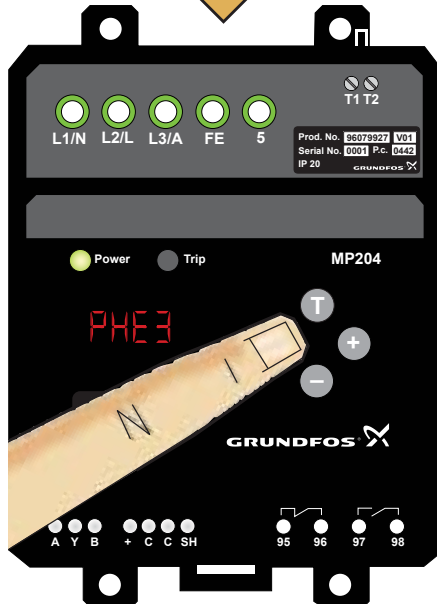 T1 T2
L1/N L2/L L3/A FE 5
Prod. No. 96079927 V01
Serial No. 0001 P.c. 0442
IP 20 GRUNDFOS
Power Trip MP204
PHE3
T
+
−
GRUNDFOS
A Y B + C C SH 95 96 97 98